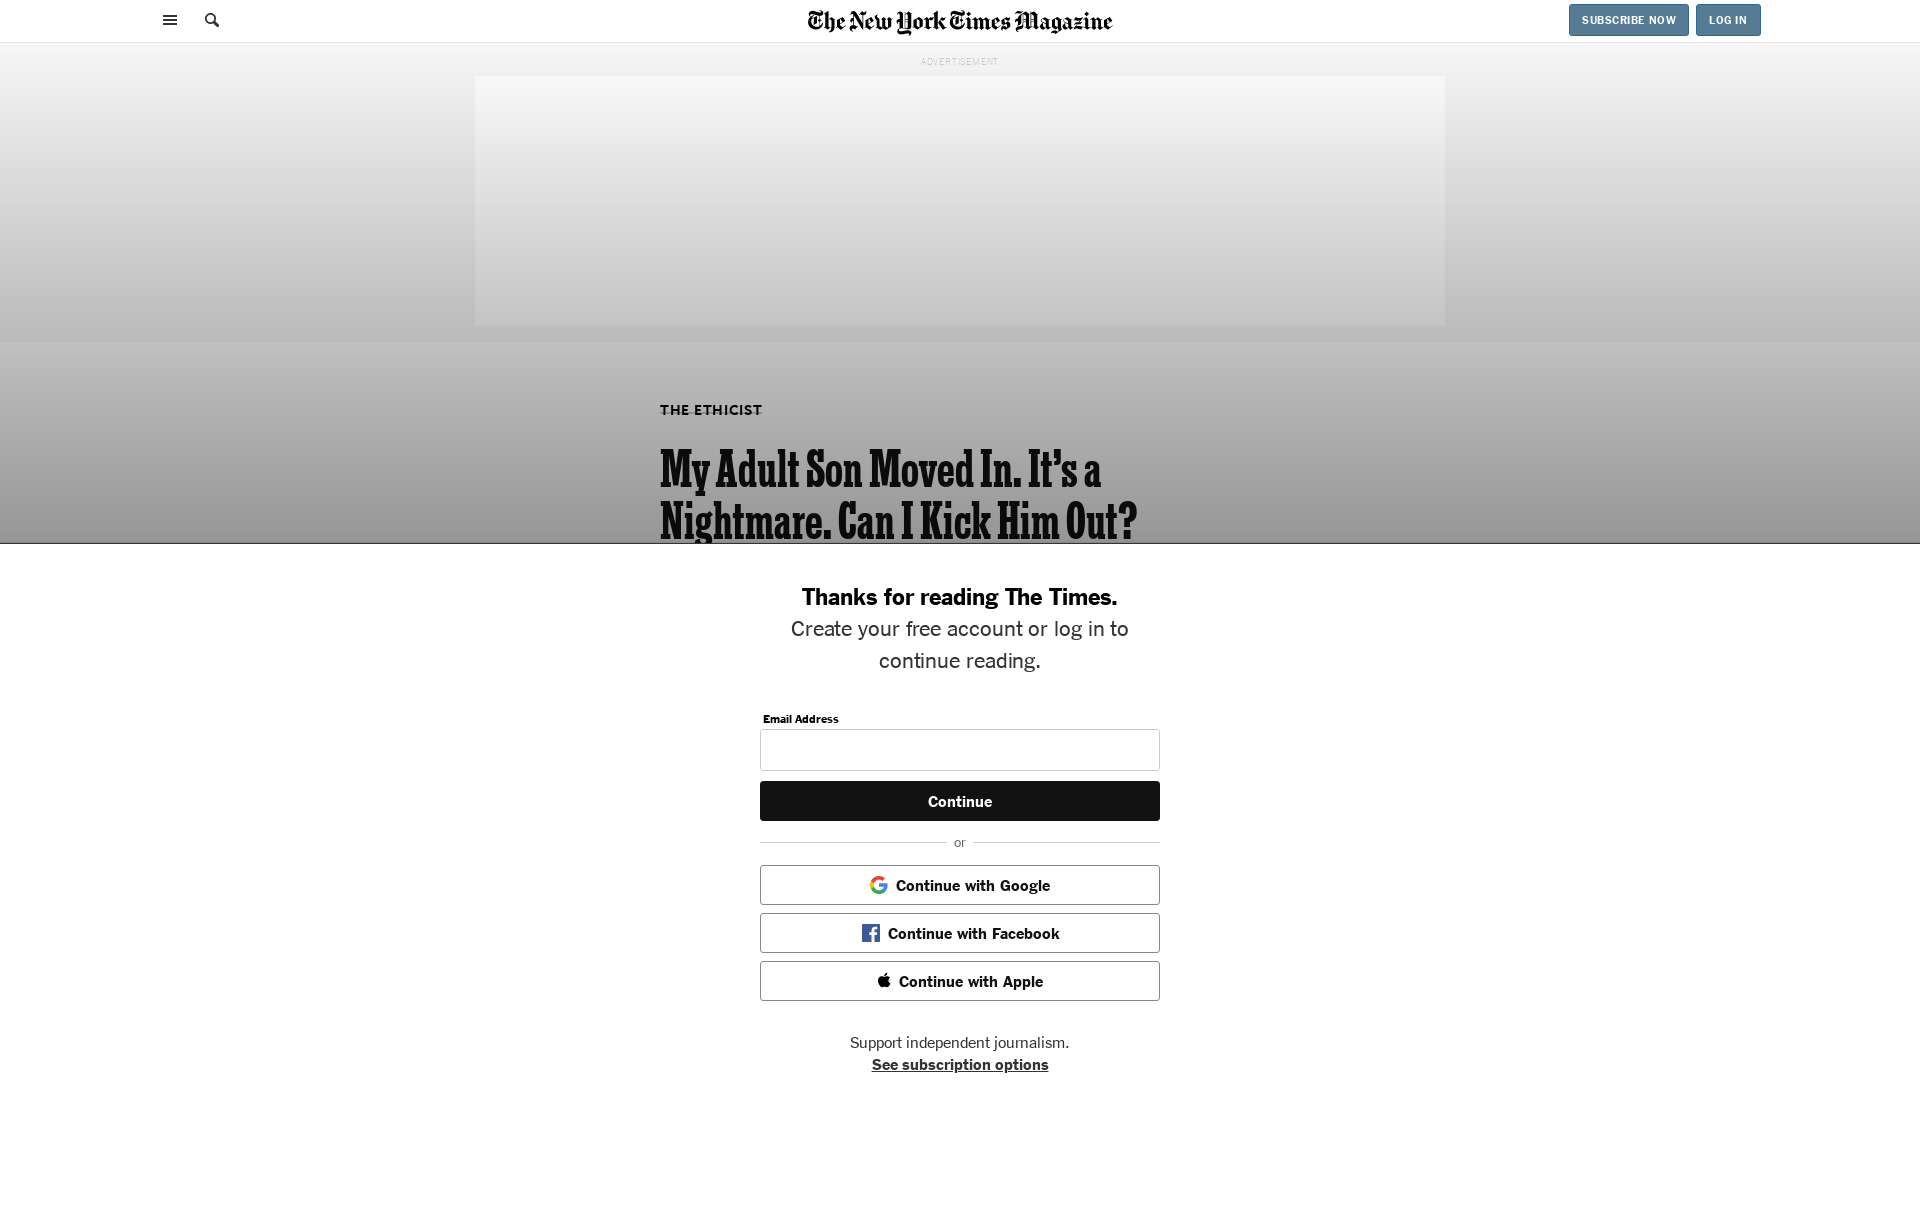 The New York Times Magazine
SUBSCRIBE NOW
LOG IN
ADVERTISEMENT
THE ETHICIST
My Adult Son Moved In. It’s a
Nightmare. Can I Kick Him Out?
Thanks for reading The Times.
Create your free account or log in to
continue reading.
Email Address
Continue
or
Continue with Google
Continue with Facebook
Continue with Apple
Support independent journalism.
See subscription options